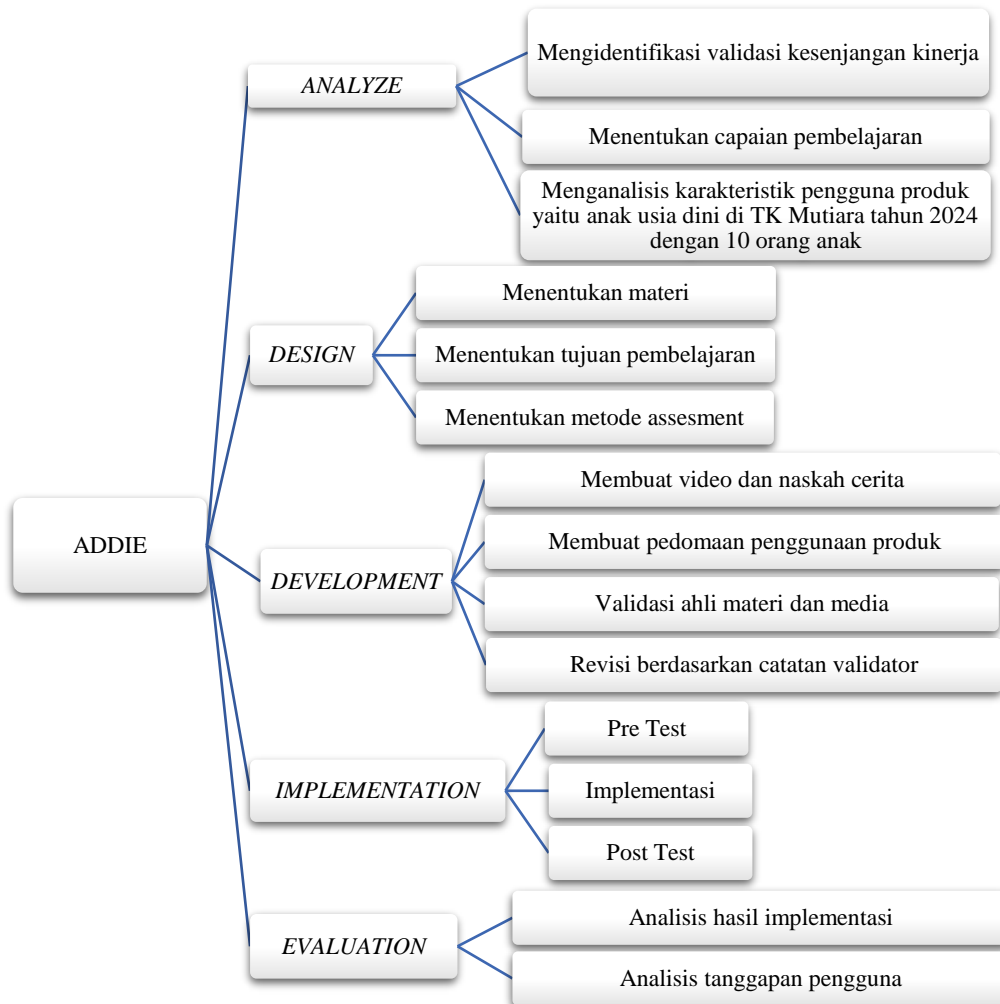 ADDIE
ANALYZE
Mengidentifikasi validasi kesenjangan kinerja
Menentukan capaian pembelajaran
Menganalisis karakteristik pengguna produk
yaitu anak usia dini di TK Mutiara tahun 2024
dengan 10 orang anak
DESIGN
Menentukan materi
Menentukan tujuan pembelajaran
Menentukan metode assesment
DEVELOPMENT
Membuat video dan naskah cerita
Membuat pedomaan penggunaan produk
Validasi ahli materi dan media
Revisi berdasarkan catatan validator
IMPLEMENTATION
Pre Test
Implementasi
Post Test
EVALUATION
Analisis hasil implementasi
Analisis tanggapan pengguna